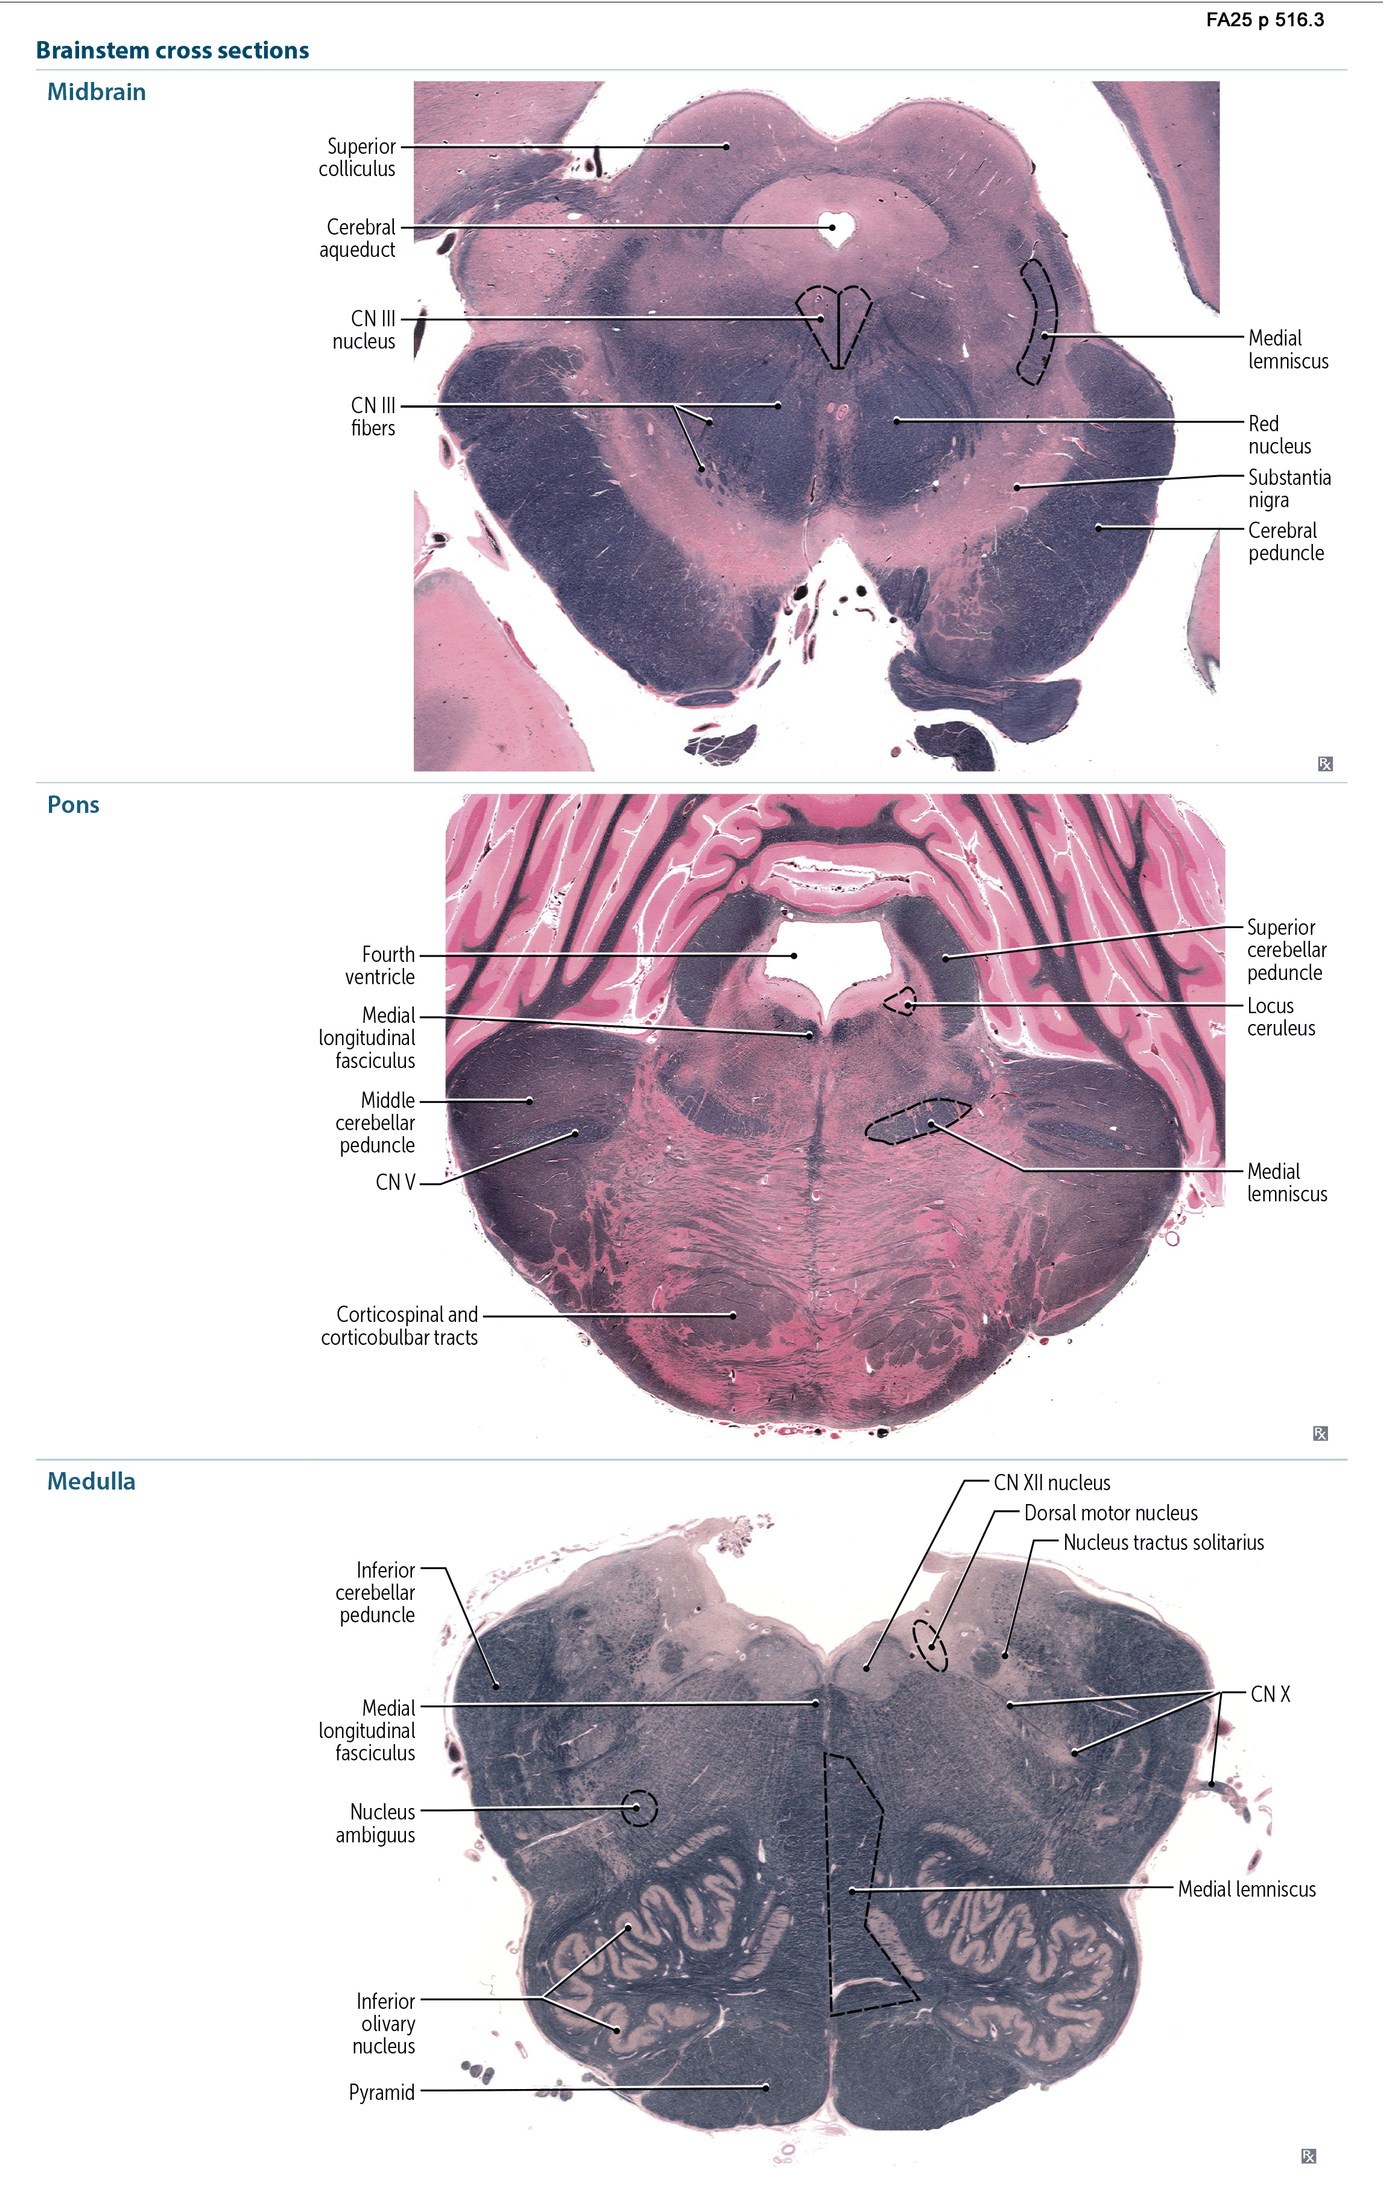 FA25 p 516.3
Brainstem cross sections
Midbrain
Superior
colliculus
Cerebral
aqueduct
CN III
nucleus
CN III
fibers
Medial
lemniscus
Red
nucleus
Substantia
nigra
Cerebral
peduncle
Rx
Pons
Fourth
ventricle
Medial
longitudinal
fasciculus
Middle
cerebellar
peduncle
CN V
Corticospinal and
corticobulbar tracts
Superior
cerebellar
peduncle
Locus
ceruleus
Medial
lemniscus
Rx
Medulla
CN XII nucleus
Dorsal motor nucleus
Nucleus tractus solitarius
Inferior
cerebellar
peduncle
Medial
longitudinal
fasciculus
Nucleus
ambiguus
Inferior
olivary
nucleus
Pyramid
CN X
Medial lemniscus
Rx